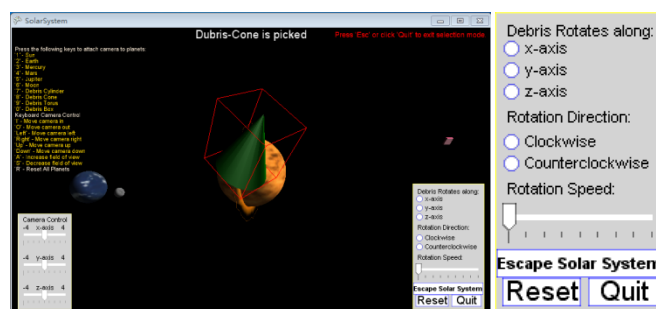 SolarSystem
Dubris-Cone is picked
Press 'Esc' or click 'Quit' to exit selection mode
Press the following keys to attach camera to planets:
'1' - Sun
'2' - Earth
'3' - Mercury
'4' - Mars
'5' - Jupiter
'6' - Moon
'7' - Debris Cylinder
'8' - Debris Cone
'9' - Debris Torus
'0' - Debris Box
Keyboard Camera Control
'I' - Move camera in
'O' - Move camera out
'Left' - Move camera left
'Right' - Move camera right
'Up' - Move camera up
'Down' - Move camera down
'A' - Increase field of view
'S' - Decrease field of view
'R' - Reset All Planets
Camera Control
-4 x-axis 4
-4 y-axis 4
-4 z-axis 4
Debris Rotates along:
x-axis
y-axis
z-axis
Rotation Direction:
Clockwise
Counterclockwise
Rotation Speed:
Escape Solar System
Reset Quit
Debris Rotates along:
x-axis
y-axis
z-axis
Rotation Direction:
Clockwise
Counterclockwise
Rotation Speed:
Escape Solar System
Reset Quit